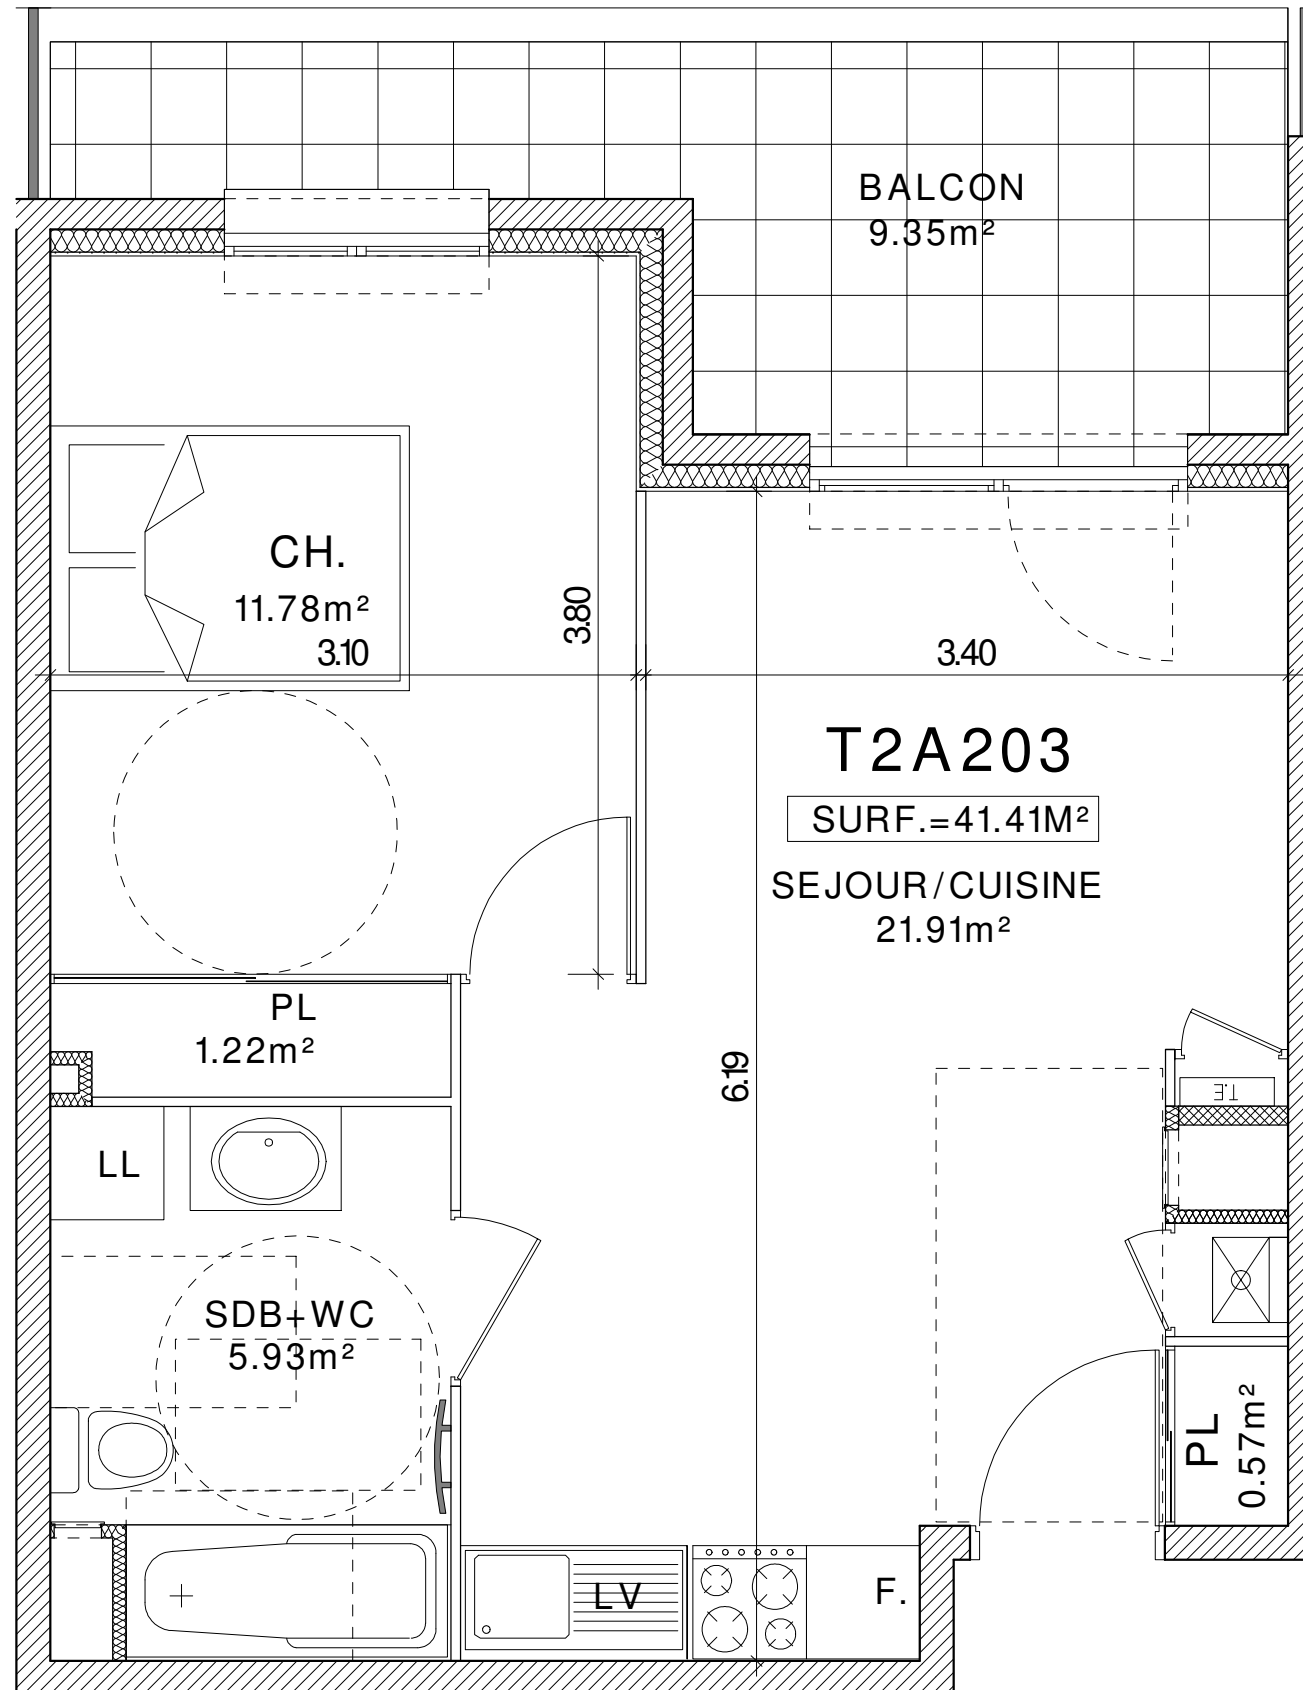 BALCON
9.35m²
CH.
11.78m²
3.10
3.80
3.40
T2A203
SURF.=41.41M²
SEJOUR/CUISINE
21.91m²
PL
1.22m²
6.19
T.E
LL
SDB+WC
5.93m²
PL
0.57m²
LV
F.